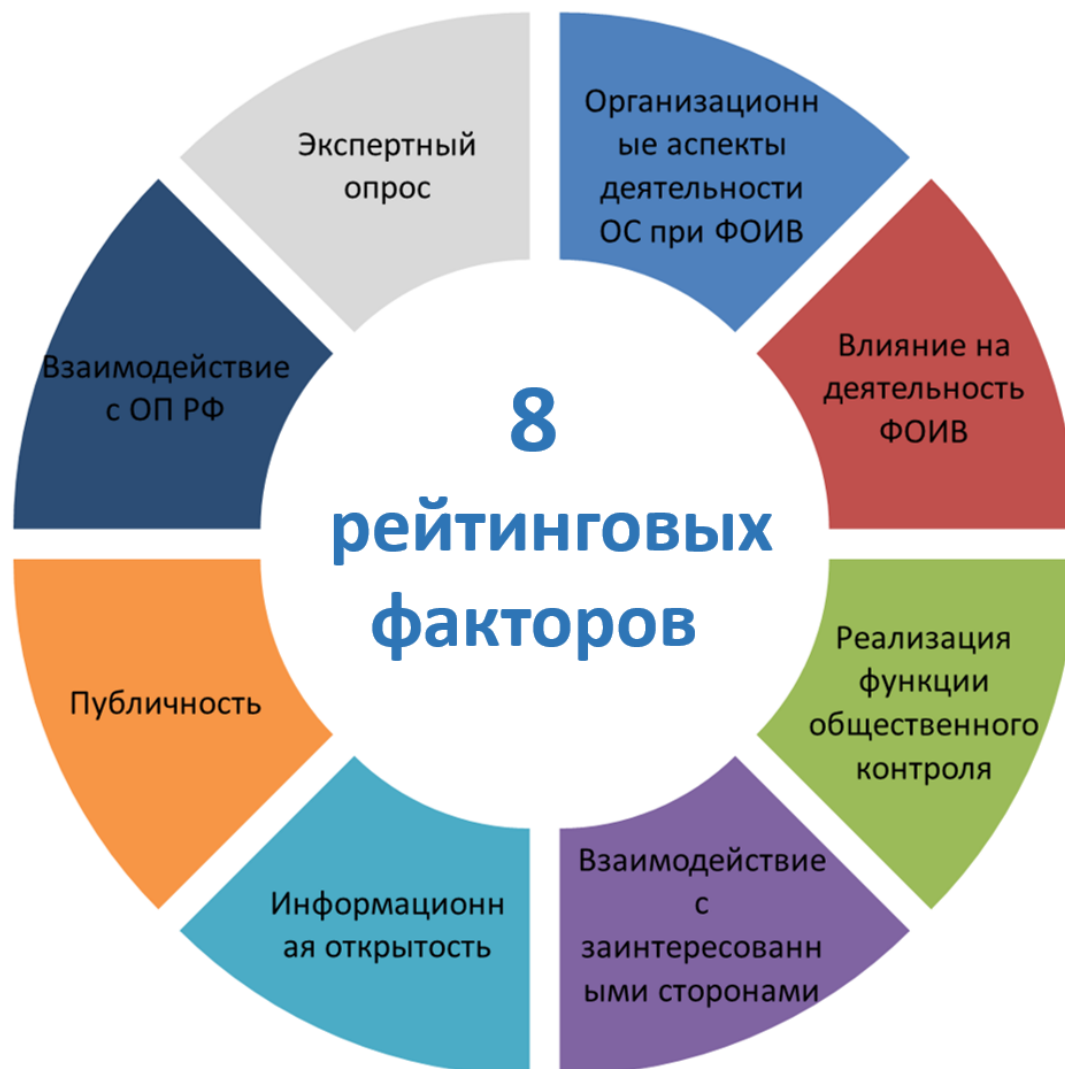 8
рейтинговых
факторов
Организационн
ые аспекты
деятельности
ОС при ФОИВ
Влияние на
деятельность
ФОИВ
Реализация
функции
общественного
контроля
Взаимодействие
с
заинтересованн
ыми сторонами
Информационн
ая открытость
Публичность
Взаимодействие
с ОП РФ
Экспертный
опрос